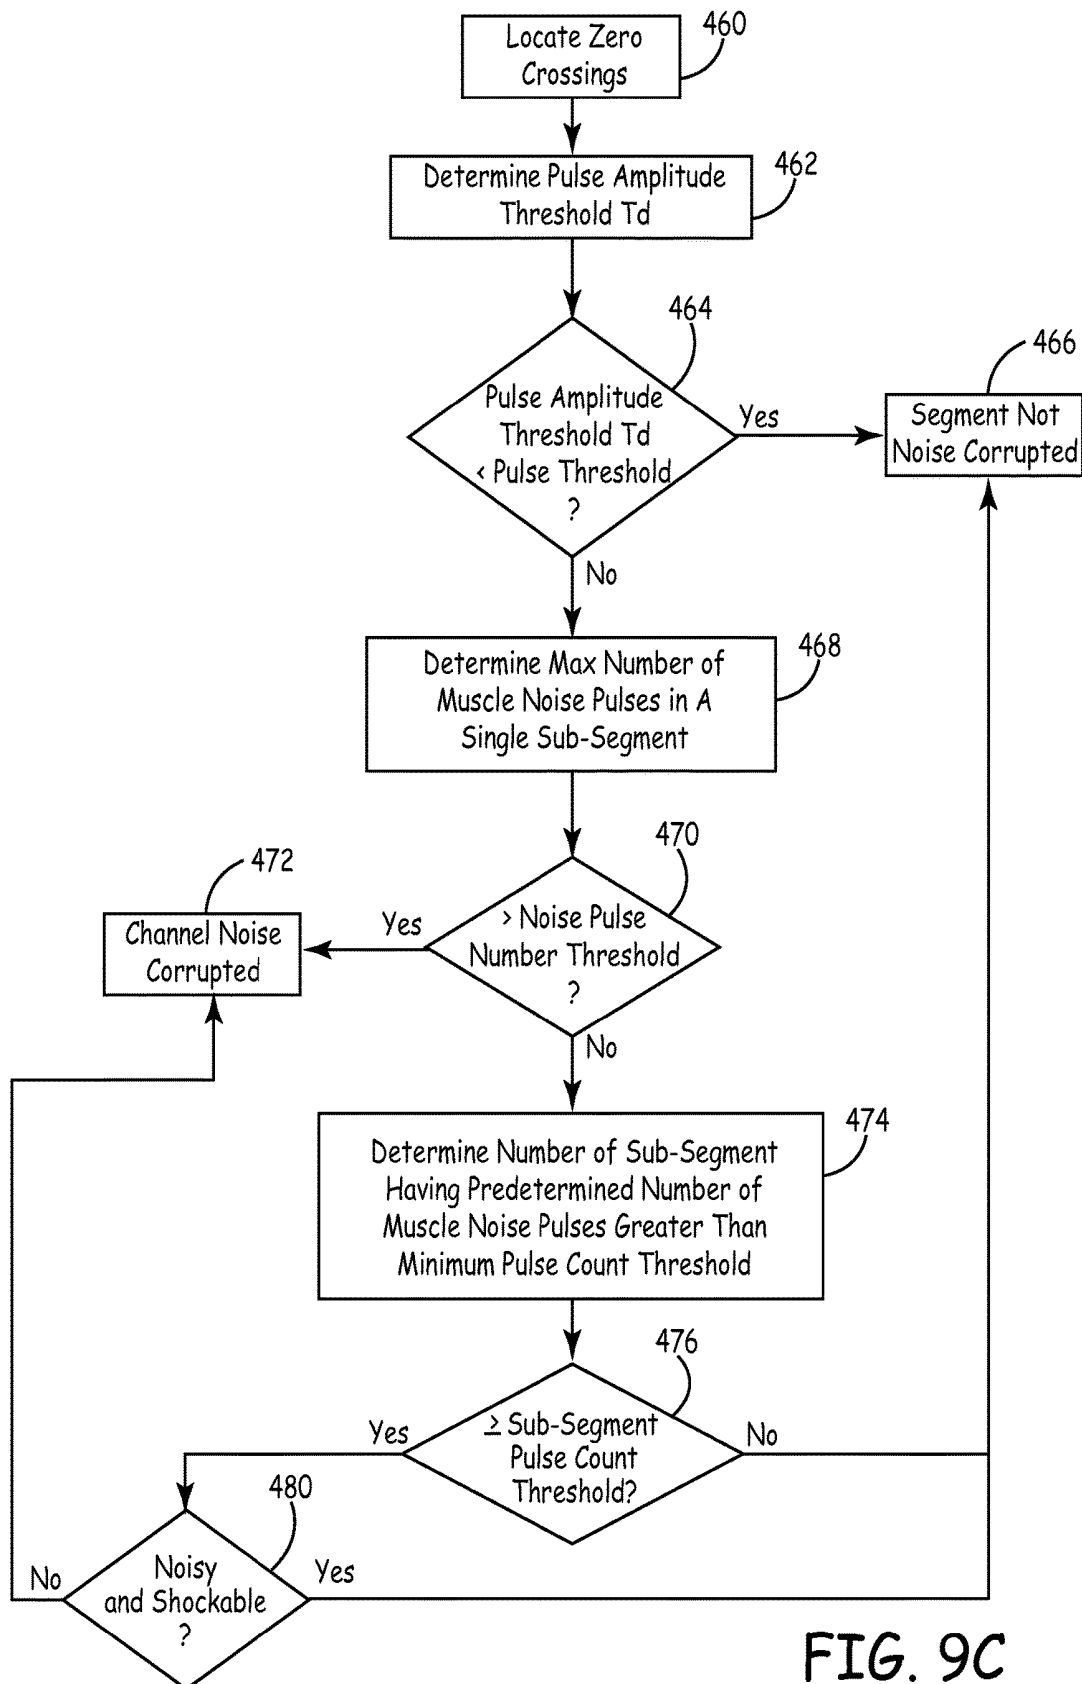 Locate Zero
Crossings
460
Determine Pulse Amplitude
Threshold Td
462
464
Pulse Amplitude
Threshold Td
< Pulse Threshold
?
Yes
466
Segment Not
Noise Corrupted
No
Determine Max Number of
Muscle Noise Pulses in A
Single Sub-Segment
468
470
> Noise Pulse
Number Threshold
?
Yes
472
Channel Noise
Corrupted
No
Determine Number of Sub-Segment
Having Predetermined Number of
Muscle Noise Pulses Greater Than
Minimum Pulse Count Threshold
474
476
≥ Sub-Segment
Pulse Count
Threshold?
Yes
No
480
Noisy
and Shockable
?
No
Yes
FIG. 9C